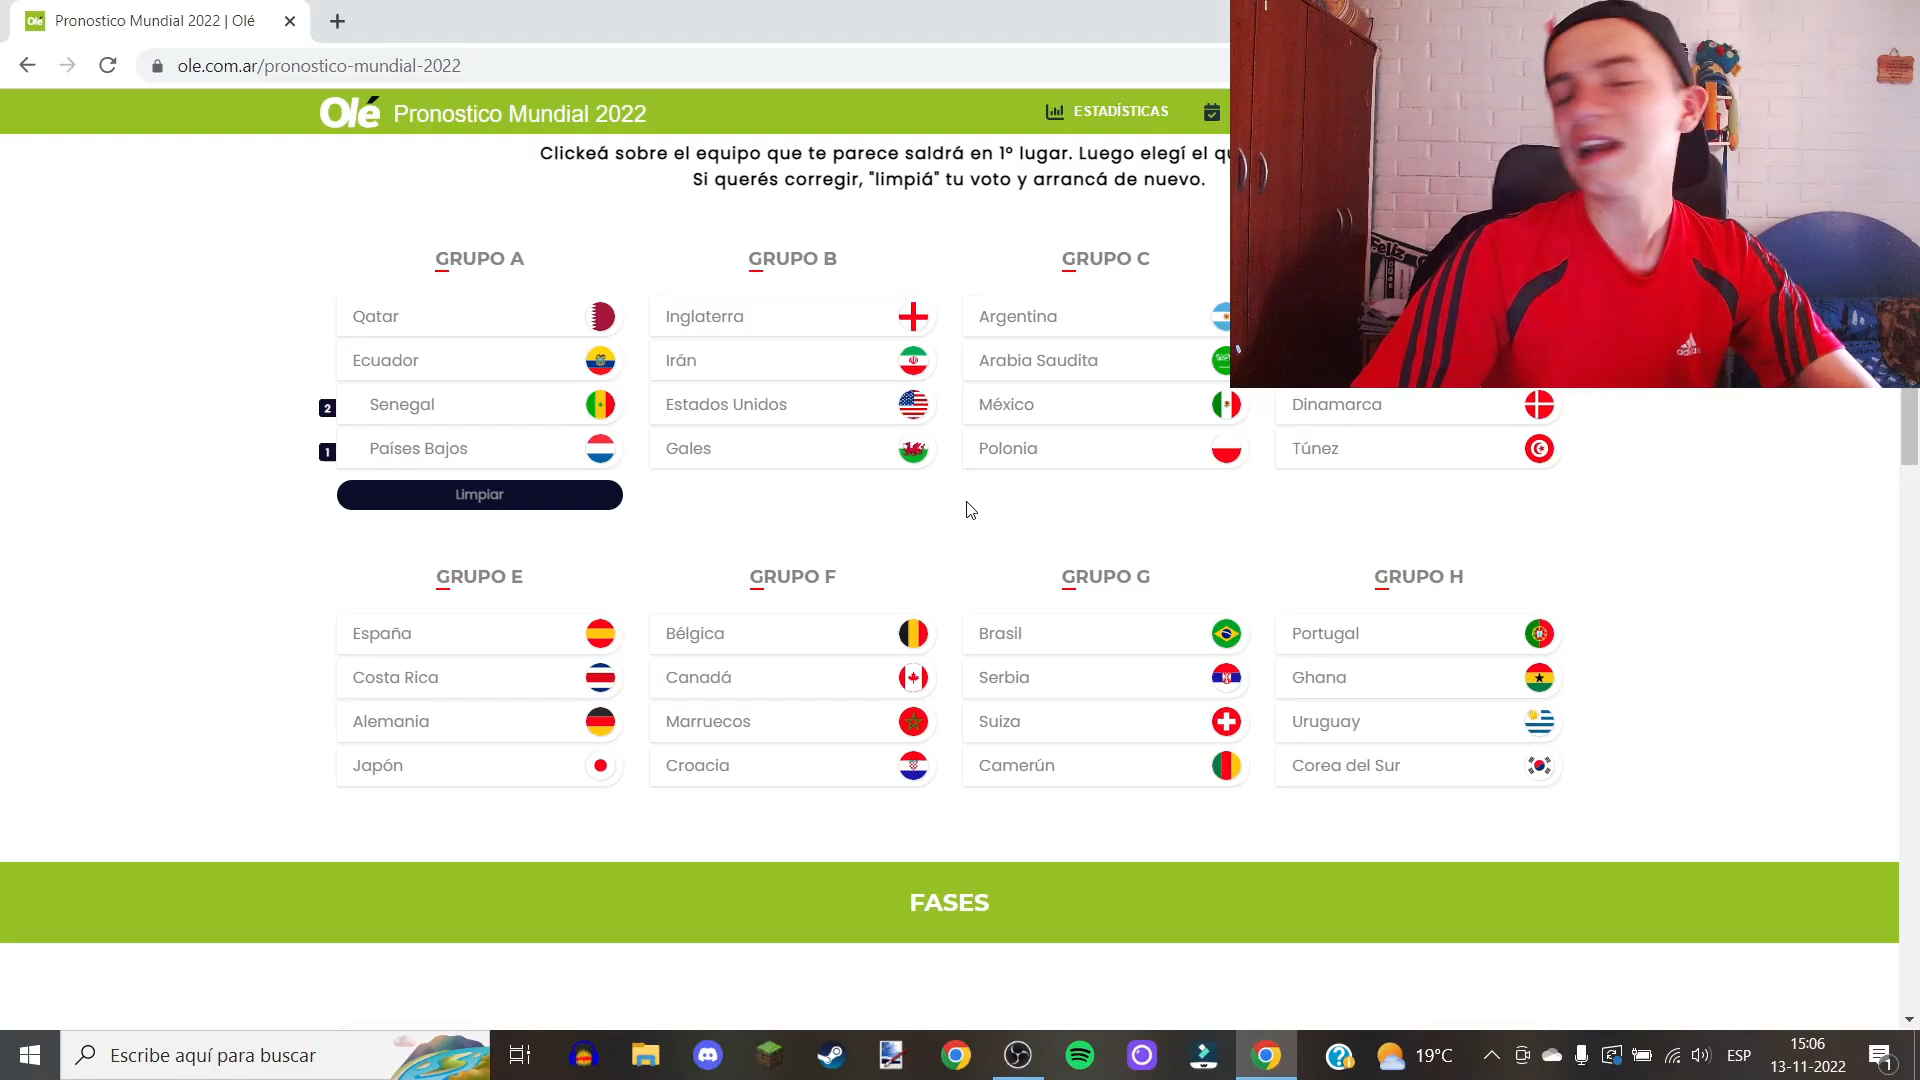 Olé Pronostico Mundial 2022 | Olé
ole.com.ar/pronostico-mundial-2022
Olé Pronostico Mundial 2022
ESTADÍSTICAS
Clickeá sobre el equipo que te parece saldrá en 1º lugar. Luego elegí el
Si querés corregir, "limpiá" tu voto y arrancá de nuevo.
GRUPO A
Qatar
Ecuador
2 Senegal
1 Países Bajos
Limpiar
GRUPO B
Inglaterra
Irán
Estados Unidos
Gales
GRUPO C
Argentina
Arabia Saudita
México
Polonia
Dinamarca
Túnez
GRUPO E
España
Costa Rica
Alemania
Japón
GRUPO F
Bélgica
Canadá
Marruecos
Croacia
GRUPO G
Brasil
Serbia
Suiza
Camerún
GRUPO H
Portugal
Ghana
Uruguay
Corea del Sur
FASES
Feliz
adidas
Escribe aquí para buscar
19°C
ESP
15:06
13-11-2022
1